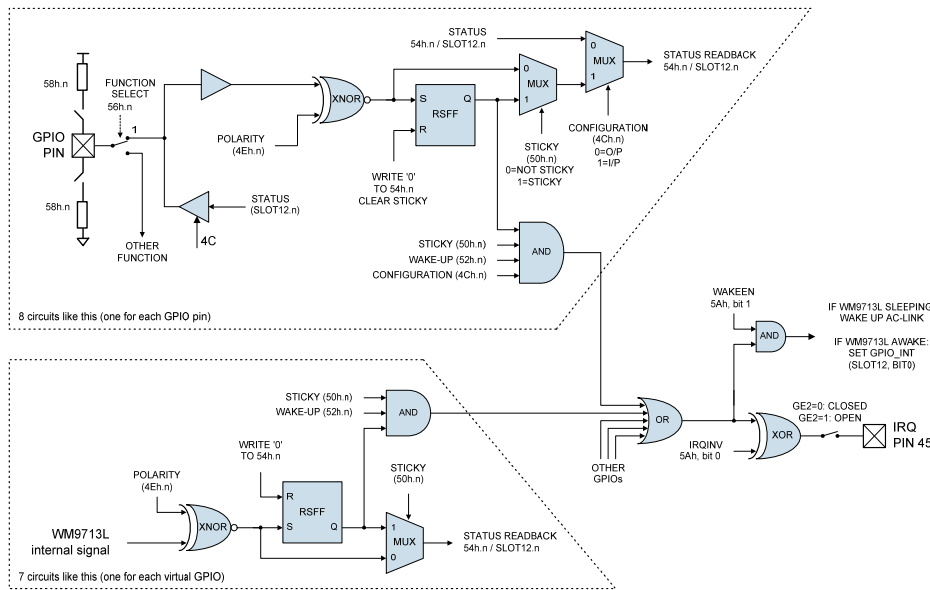 STATUS
54h.n / SLOT12.n
0
MUX
1
STATUS READBACK
54h.n / SLOT12.n
58h.n
FUNCTION
SELECT
56h.n
1
GPIO
PIN
58h.n
OTHER
FUNCTION
XNOR
POLARITY
(4Eh.n)
STATUS
(SLOT12.n)
4C
S
Q
RSFF
R
WRITE '0'
TO 54h.n
CLEAR STICKY
0
MUX
1
STICKY
(50h.n)
0=NOT STICKY
1=STICKY
CONFIGURATION
(4Ch.n)
0=O/P
1=I/P
STICKY (50h.n)
WAKE-UP (52h.n)
CONFIGURATION (4Ch.n)
AND
8 circuits like this (one for each GPIO pin)
WAKEEN
5Ah, bit 1
AND
IF WM9713L SLEEPING
WAKE UP AC-LINK
IF WM9713L AWAKE:
SET GPIO_INT
(SLOT12, BIT0)
OR
OTHER
GPIOs
IRQINV
5Ah, bit 0
XOR
GE2=0: CLOSED
GE2=1: OPEN
IRQ
PIN 45
STICKY (50h.n)
WAKE-UP (52h.n)
AND
WRITE '0'
TO 54h.n
POLARITY
(4Eh.n)
XNOR
WM9713L
internal signal
R
RSFF
S
Q
STICKY
(50h.n)
1
MUX
0
STATUS READBACK
54h.n / SLOT12.n
7 circuits like this (one for each virtual GPIO)